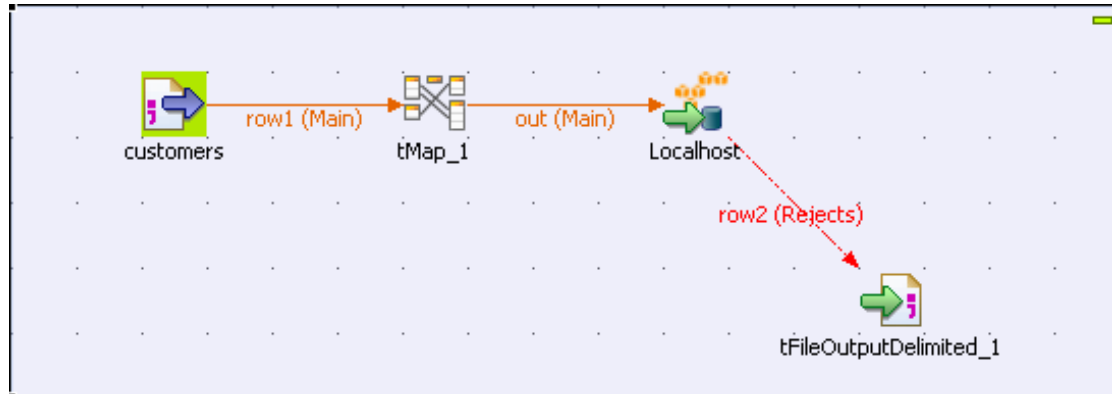 row1 (Main)
out (Main)
customers
tMap_1
Localhost
row2 (Rejects)
tFileOutputDelimited_1